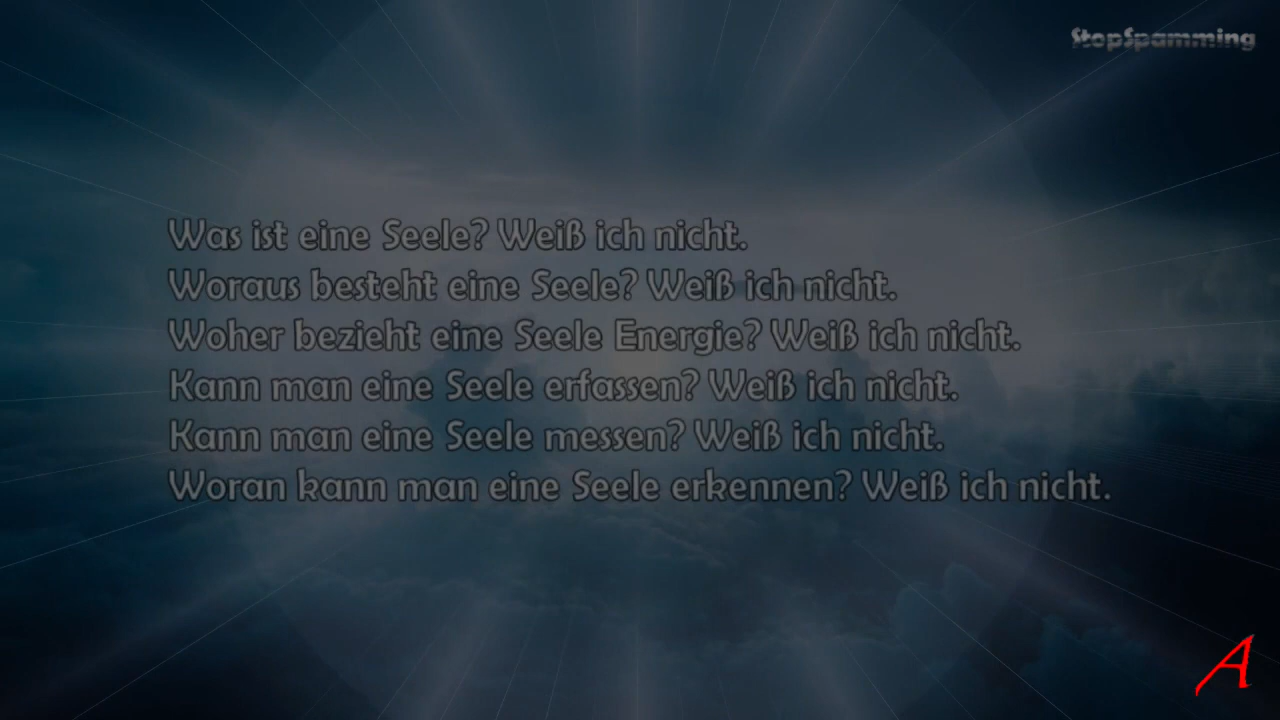 StopSpamming
Was ist eine Seele? Weiß ich nicht.
Woraus besteht eine Seele? Weiß ich nicht.
Woher bezieht eine Seele Energie? Weiß ich nicht.
Kann man eine Seele erfassen? Weiß ich nicht.
Kann man eine Seele messen? Weiß ich nicht.
Woran kann man eine Seele erkennen? Weiß ich nicht.
A